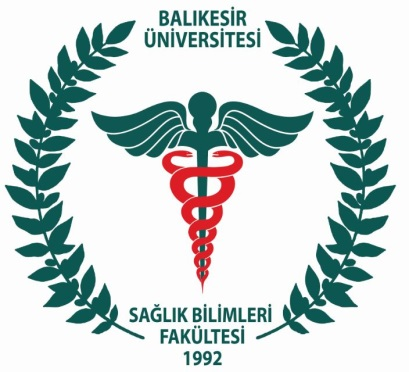 BALIKESİR
ÜNİVERSİTESİ
SAĞLIK BİLİMLERİ
FAKÜLTESİ
1992